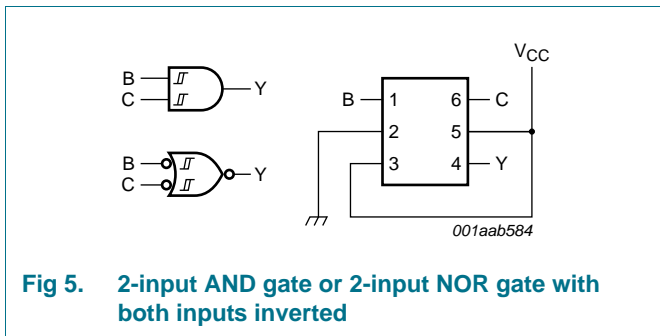 B
C
Y
B
C
Y
VCC
B 1 6 C
2 5
3 4 Y
001aab584
Fig 5. 2-input AND gate or 2-input NOR gate with
both inputs inverted